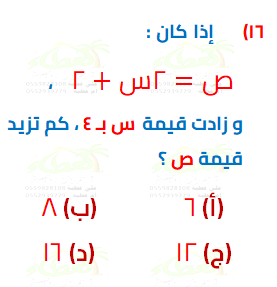 ١٦) إذا كان :
ص = ٢س + ٢ ،
و زادت قيمة س بـ ٤ ، كم تزيد
قيمة ص ؟
(أ) ٦ (ب) ٨
(ج) ١٢ (د) ١٦